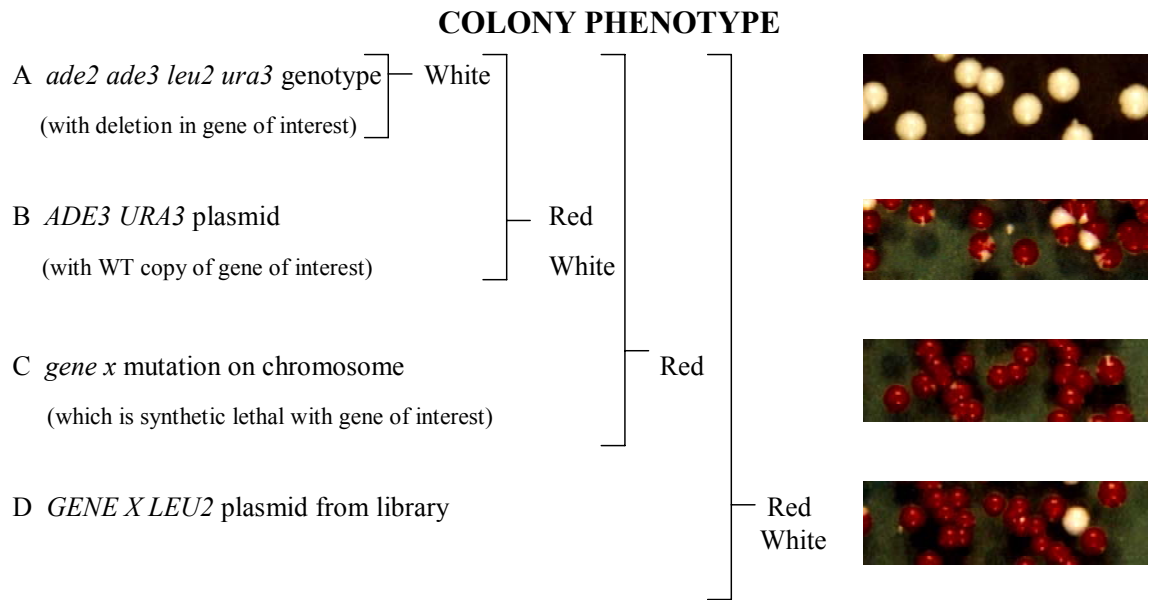 COLONY PHENOTYPE
A ade2 ade3 leu2 ura3 genotype
White
(with deletion in gene of interest)
B ADE3 URA3 plasmid
Red
(with WT copy of gene of interest)
White
C gene x mutation on chromosome
Red
(which is synthetic lethal with gene of interest)
D GENE X LEU2 plasmid from library
Red
White